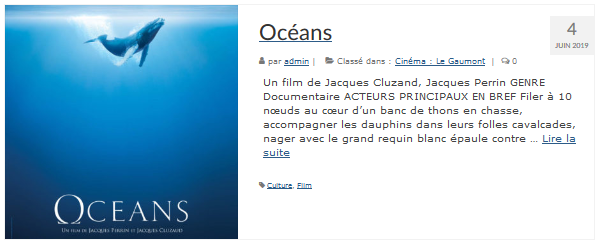 OCEANS
UN FILM DE JACQUES PERRIN ET JACQUES CLUZAUD
Océans
4
JUIN 2019
par admin | Classé dans : Cinéma : Le Gaumont | 0
Un film de Jacques Cluzand, Jacques Perrin GENRE
Documentaire ACTEURS PRINCIPAUX EN BREF Filer à 10
nœuds au cœur d’un banc de thons en chasse,
accompagner les dauphins dans leurs folles cavalcades,
nager avec le grand requin blanc épaule contre … Lire la
suite
Culture, Film